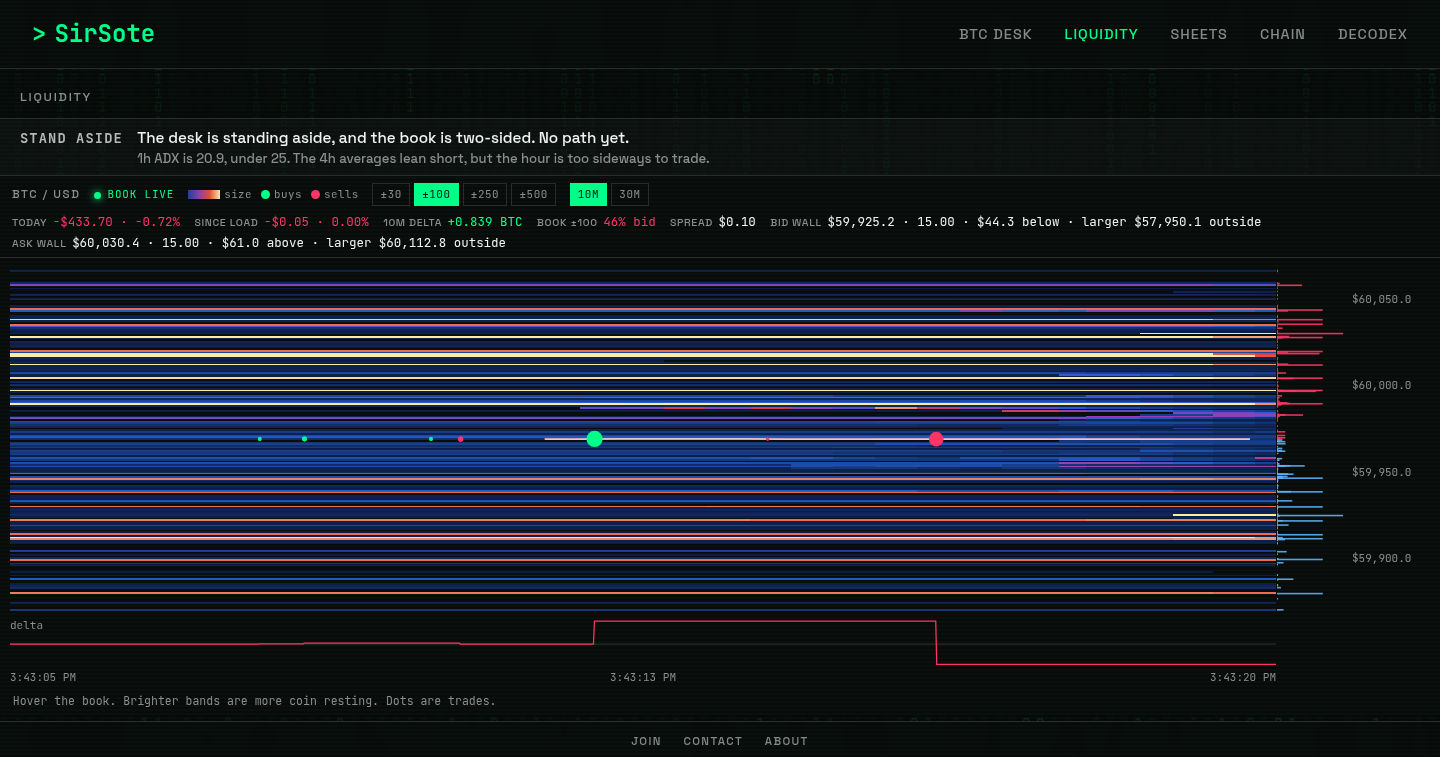 > SirSote
BTC DESK LIQUIDITY SHEETS CHAIN DECODEX
LIQUIDITY
STAND ASIDE The desk is standing aside, and the book is two-sided. No path yet.
1h ADX is 20.9, under 25. The 4h averages lean short, but the hour is too sideways to trade.
BTC / USD BOOK LIVE size buys sells ±30 ±100 ±250 ±500 10M 30M
TODAY -$433.70 · -0.72% SINCE LOAD -$0.05 · 0.00% 10M DELTA +0.839 BTC BOOK ±100 46% bid SPREAD $0.10 BID WALL $59,925.2 · 15.00 · $44.3 below · larger $57,950.1 outside
ASK WALL $60,030.4 · 15.00 · $61.0 above · larger $60,112.8 outside
$60,050.0
$60,000.0
$59,950.0
$59,900.0
delta
3:43:05 PM 3:43:13 PM 3:43:20 PM
Hover the book. Brighter bands are more coin resting. Dots are trades.
JOIN CONTACT ABOUT